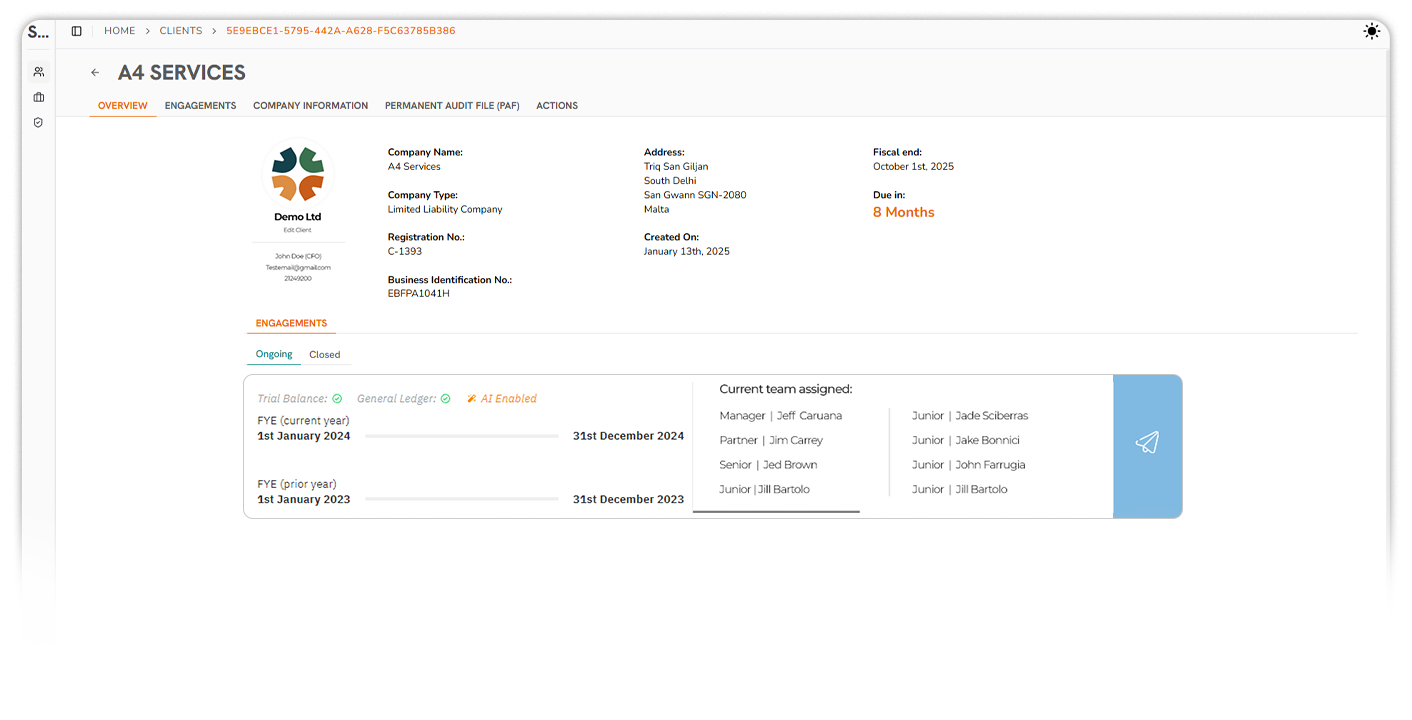 S...
HOME > CLIENTS > 5E9EBCE1-5795-442A-A628-F5C63785B386
A4 SERVICES
OVERVIEW ENGAGEMENTS COMPANY INFORMATION PERMANENT AUDIT FILE (PAF) ACTIONS
Demo Ltd
Edit Client
John Doe (CFO)
Testemail@gmail.com
21249200
Company Name:
A4 Services
Company Type:
Limited Liability Company
Registration No.:
C-1393
Business Identification No.:
EBFPA1041H
Address:
Triq San Giljan
South Delhi
San Gwann SGN-2080
Malta
Created On:
January 13th, 2025
Fiscal end:
October 1st, 2025
Due in:
8 Months
ENGAGEMENTS
Ongoing Closed
Trial Balance: General Ledger: AI Enabled
FYE (current year)
1st January 2024 31st December 2024
FYE (prior year)
1st January 2023 31st December 2023
Current team assigned:
Manager | Jeff Caruana
Partner | Jim Carrey
Senior | Jed Brown
Junior | Jill Bartolo
Junior | Jade Sciberras
Junior | Jake Bonnici
Junior | John Farrugia
Junior | Jill Bartolo